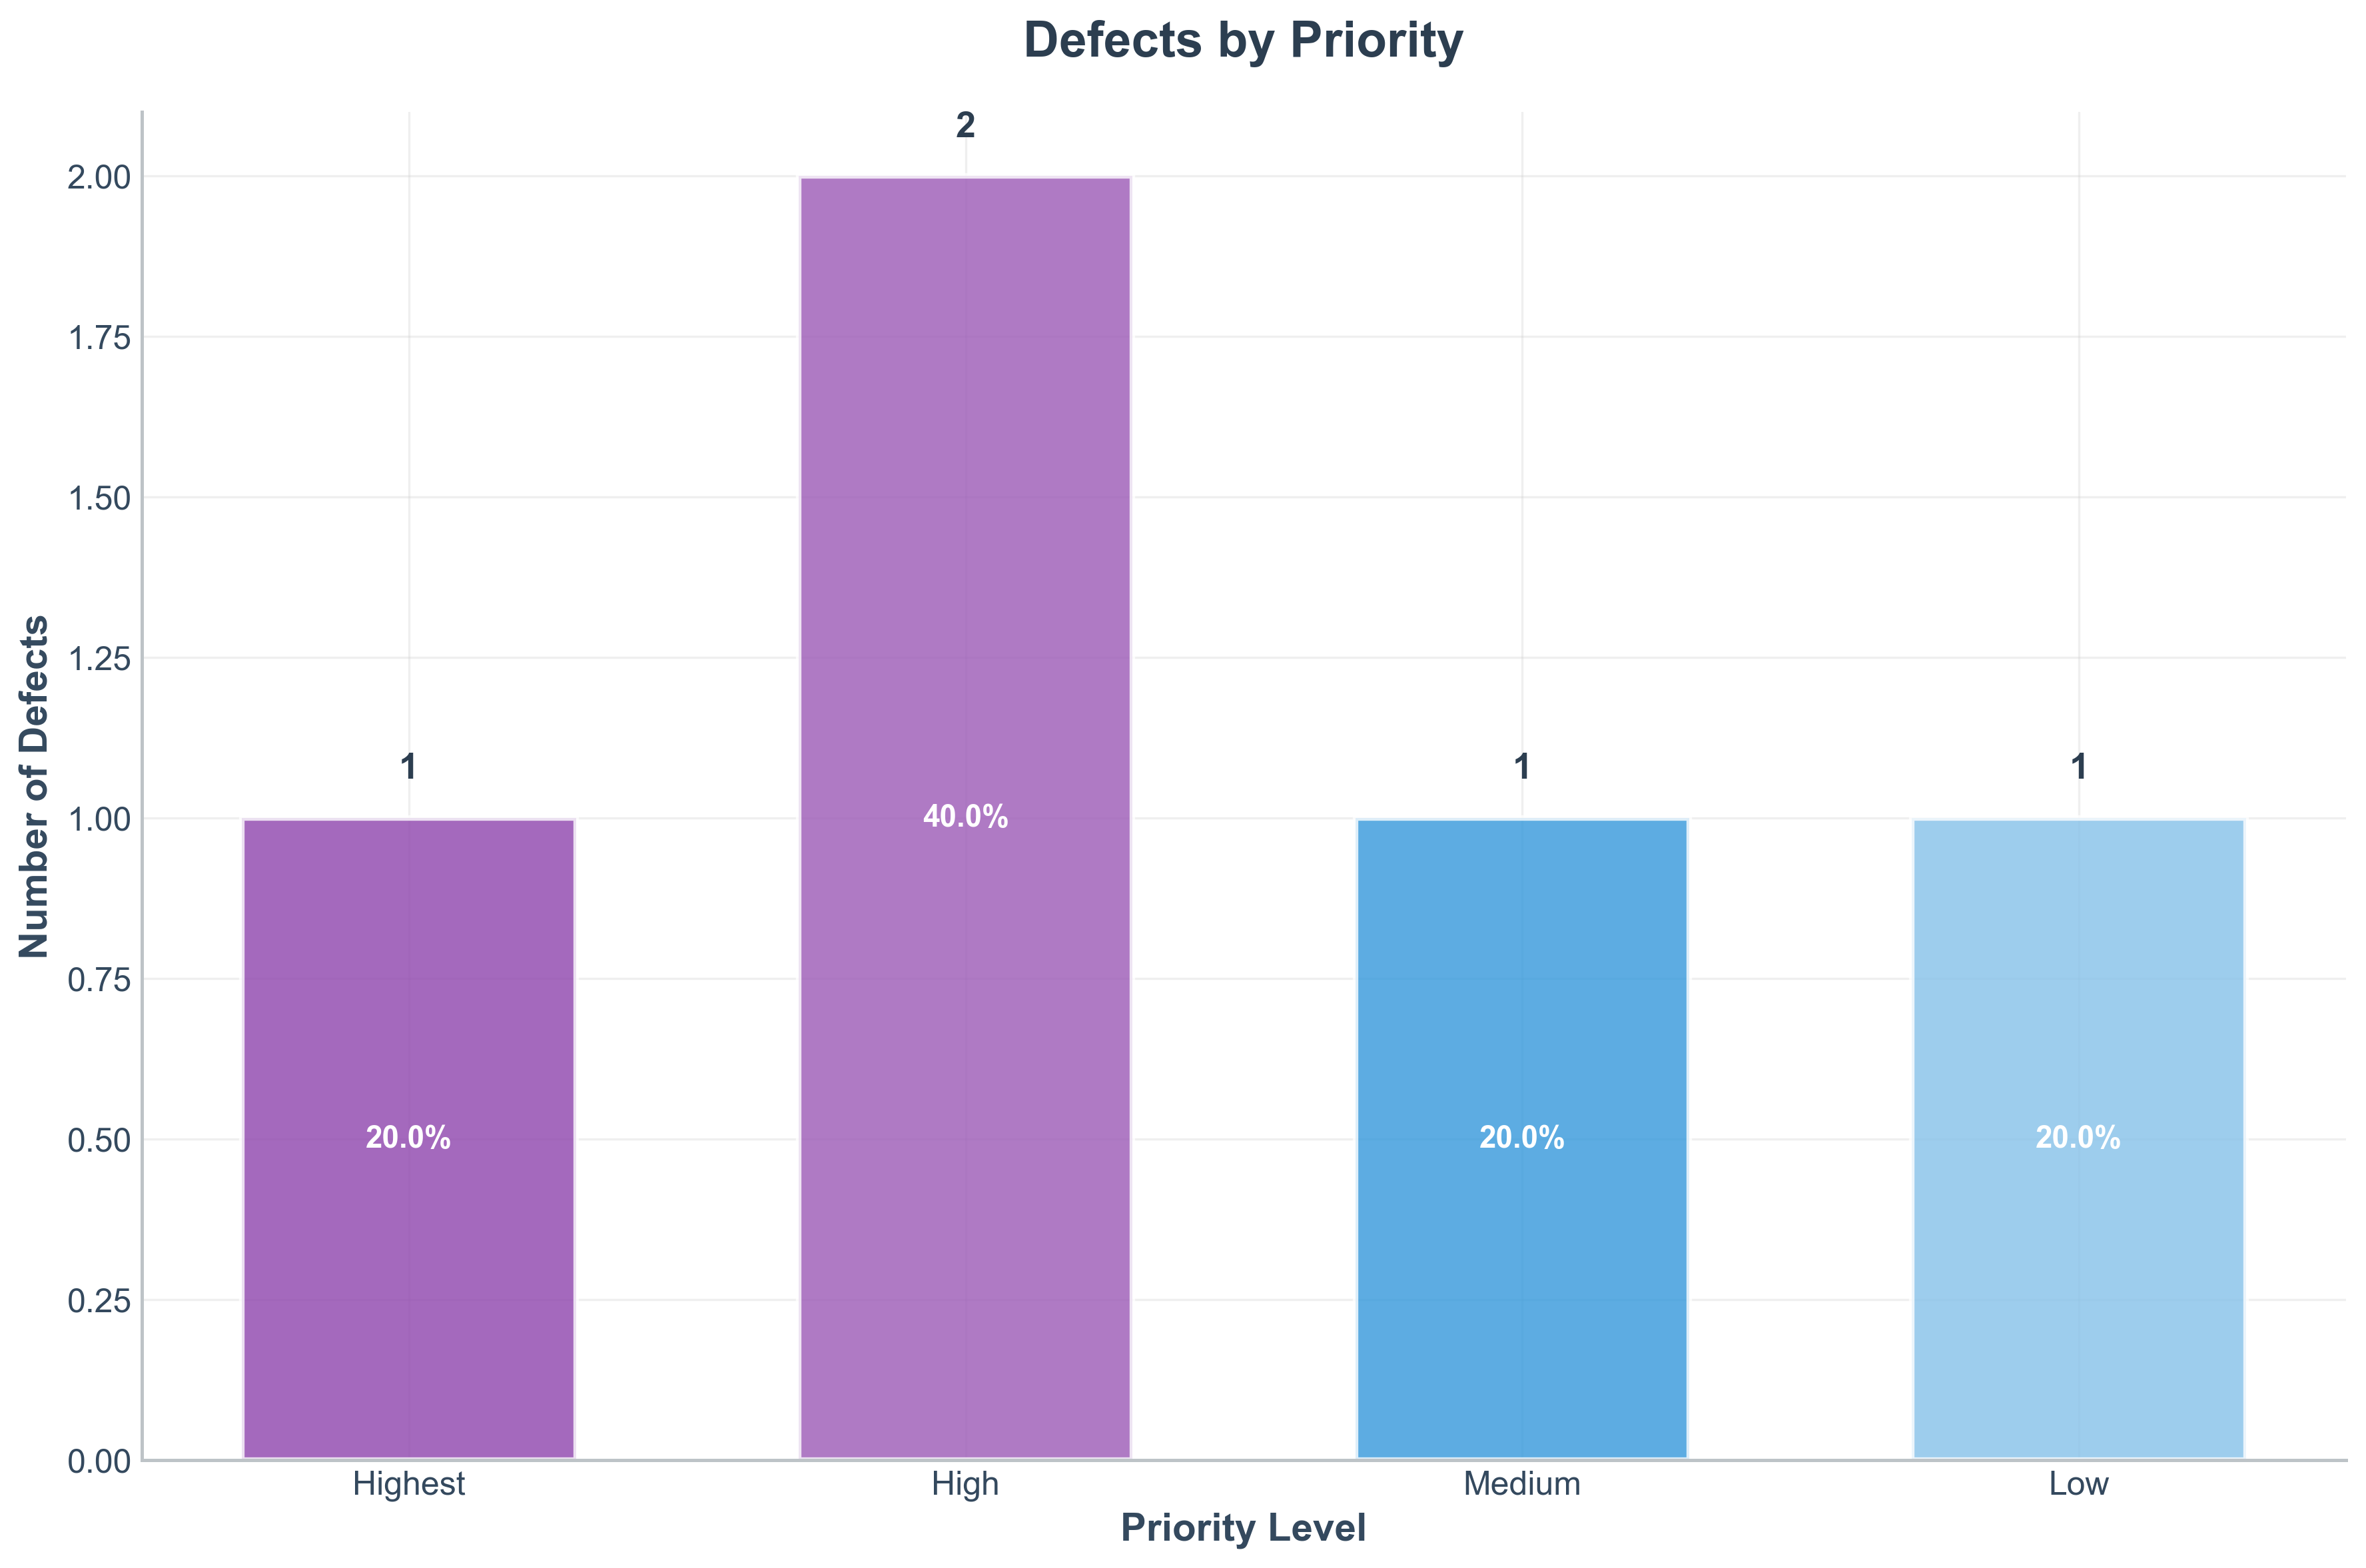 Defects by Priority
2
2.00
1.75
1.50
1.25
1 1 1
1.00
40.0%
0.75
0.50
20.0% 20.0% 20.0%
0.25
0.00
Number of Defects
Highest High Medium Low
Priority Level